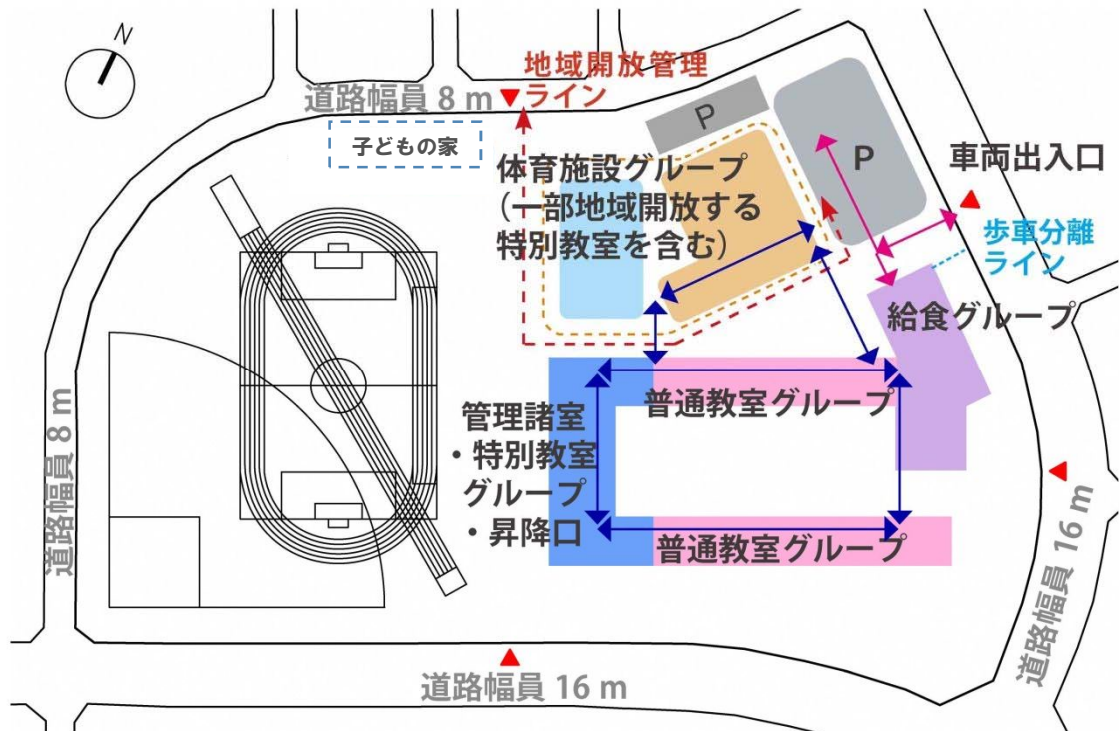 N
地域開放管理
ライン
道路幅員 8 m
子どもの家
P
P
体育施設グループ
（一部地域開放する
特別教室を含む）
車両出入口
歩車分離
ライン
給食グループ
普通教室グループ
管理諸室
・特別教室
グループ
・昇降口
普通教室グループ
道路幅員 8 m
道路幅員 16 m
道路幅員 16 m